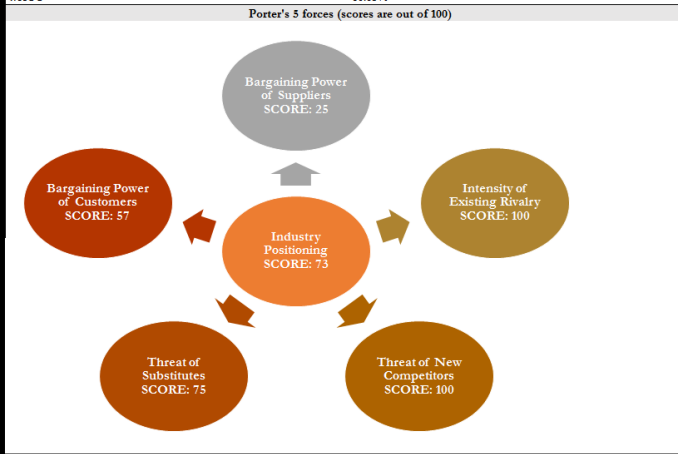 Porter's 5 forces (scores are out of 100)
Bargaining Power
of Suppliers
SCORE: 25
Bargaining Power
of Customers
SCORE: 57
Intensity of
Existing Rivalry
SCORE: 100
Industry
Positioning
SCORE: 73
Threat of
Substitutes
SCORE: 75
Threat of New
Competitors
SCORE: 100